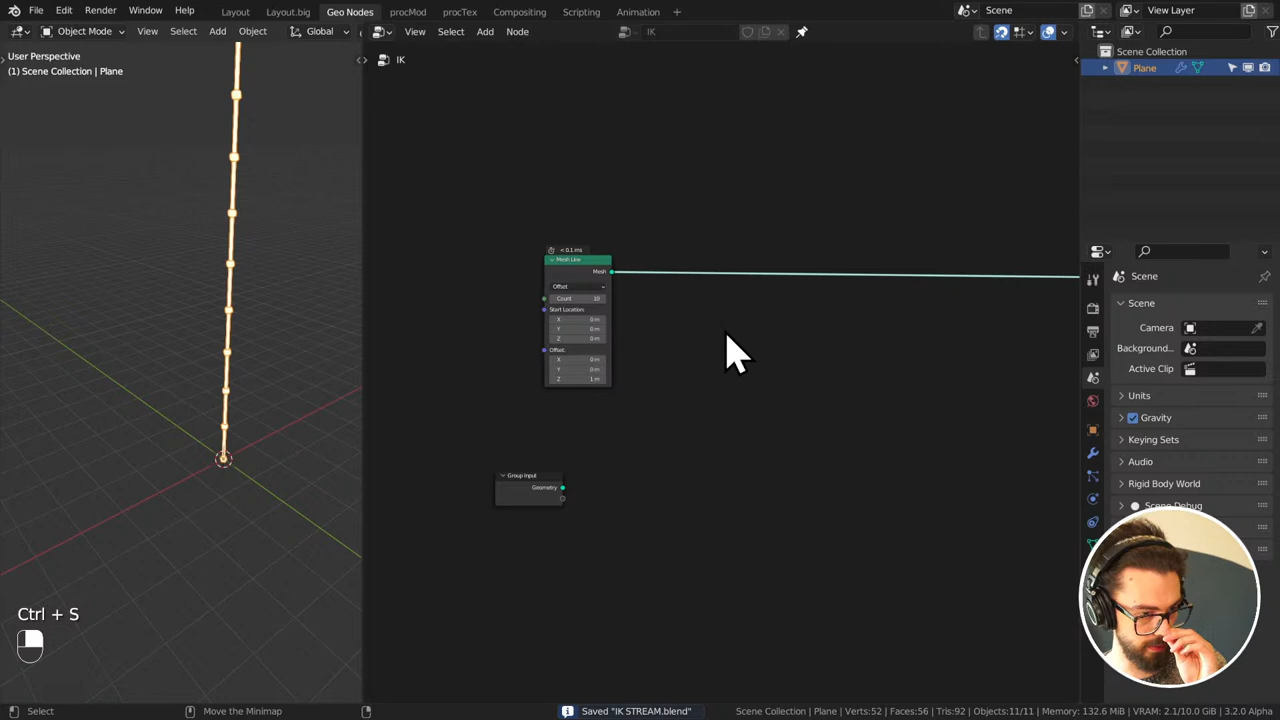 File Edit Render Window Help Layout Layout.big Geo Nodes procMod procTex Compositing Scripting Animation + Scene View Layer
Object Mode View Select Add Object Global View Select Add Node IK
User Perspective
(1) Scene Collection | Plane
IK
Scene Collection
Plane
< 0.1 ms
Mesh Line
Mesh
Offset
Count 10
Start Location:
X 0 m
Y 0 m
Z 0 m
Offset:
X 0 m
Y 0 m
Z 1 m
Group Input
Geometry
Scene
Scene
Camera
Background...
Active Clip
Units
Gravity
Keying Sets
Audio
Rigid Body World
Scene Debug
Ctrl + S
Select Move the Minimap Saved "IK STREAM.blend" Scene Collection | Plane Verts:52 | Faces:56 | Tris:92 | Objects:11/11 | Memory: 132.6 MiB | VRAM: 2.1/10.0 GiB | 3.2.0 Alpha